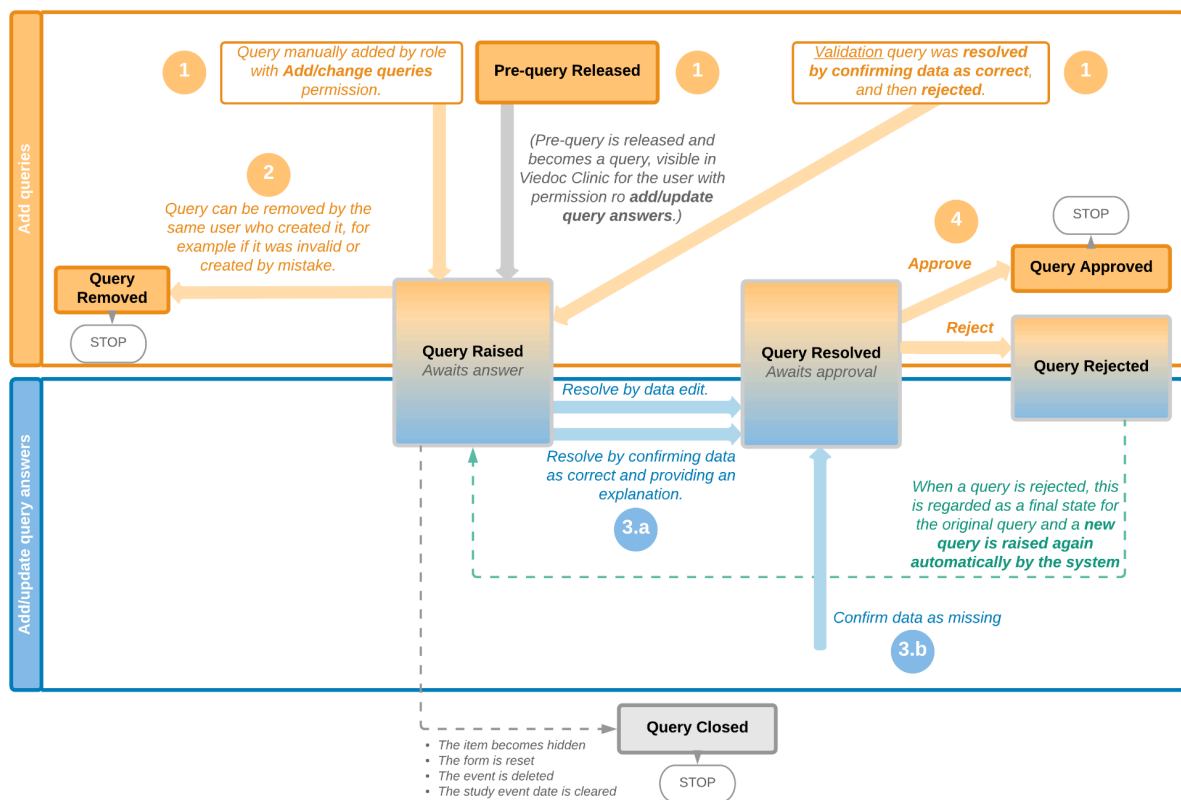 Add queries
1
Query manually added by role
with Add/change queries
permission.
Pre-query Released
1
Validation query was resolved
by confirming data as correct,
and then rejected.
1
(Pre-query is released and
becomes a query, visible in
Viedoc Clinic for the user with
permission ro add/update
query answers.)
2
Query can be removed by the
same user who created it, for
example if it was invalid or
created by mistake.
Query
Removed
STOP
4
STOP
Approve
Query Approved
Reject
Query Rejected
Query Raised
Awaits answer
Query Resolved
Awaits approval
Add/update query answers
Resolve by data edit.
Resolve by confirming data
as correct and providing an
explanation.
3.a
When a query is rejected, this
is regarded as a final state for
the original query and a new
query is raised again
automatically by the system
Confirm data as missing
3.b
Query Closed
STOP
• The item becomes hidden
• The form is reset
• The event is deleted
• The study event date is cleared